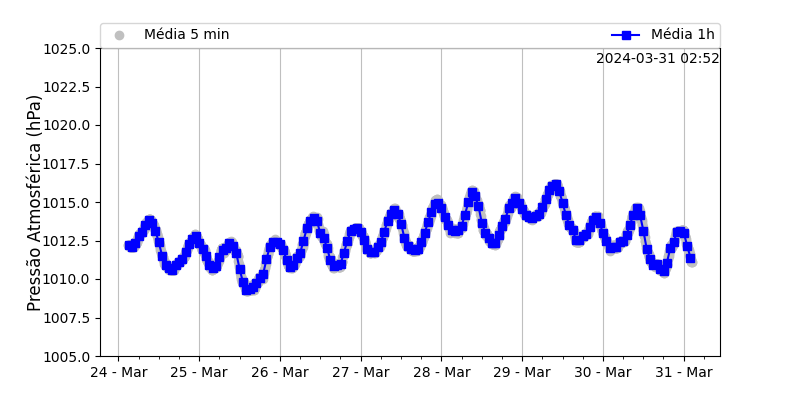 Média 5 min
Média 1h
2024-03-31 02:52
Pressão Atmosférica (hPa)
1025.0
1022.5
1020.0
1017.5
1015.0
1012.5
1010.0
1007.5
1005.0
24 - Mar
25 - Mar
26 - Mar
27 - Mar
28 - Mar
29 - Mar
30 - Mar
31 - Mar